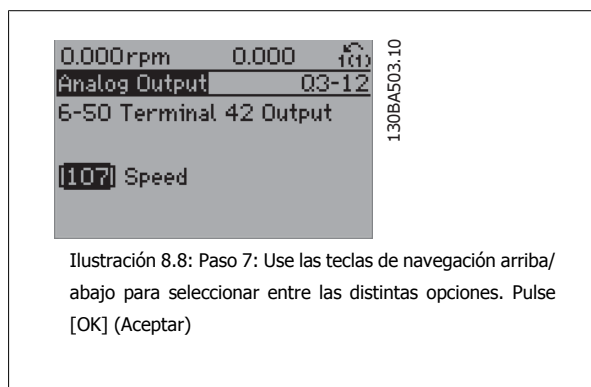 0.000rpm 0.000 1(1)
Analog Output 03-12
6-50 Terminal 42 Output
[107] Speed
130BA503.10
Ilustración 8.8: Paso 7: Use las teclas de navegación arriba/
abajo para seleccionar entre las distintas opciones. Pulse
[OK] (Aceptar)